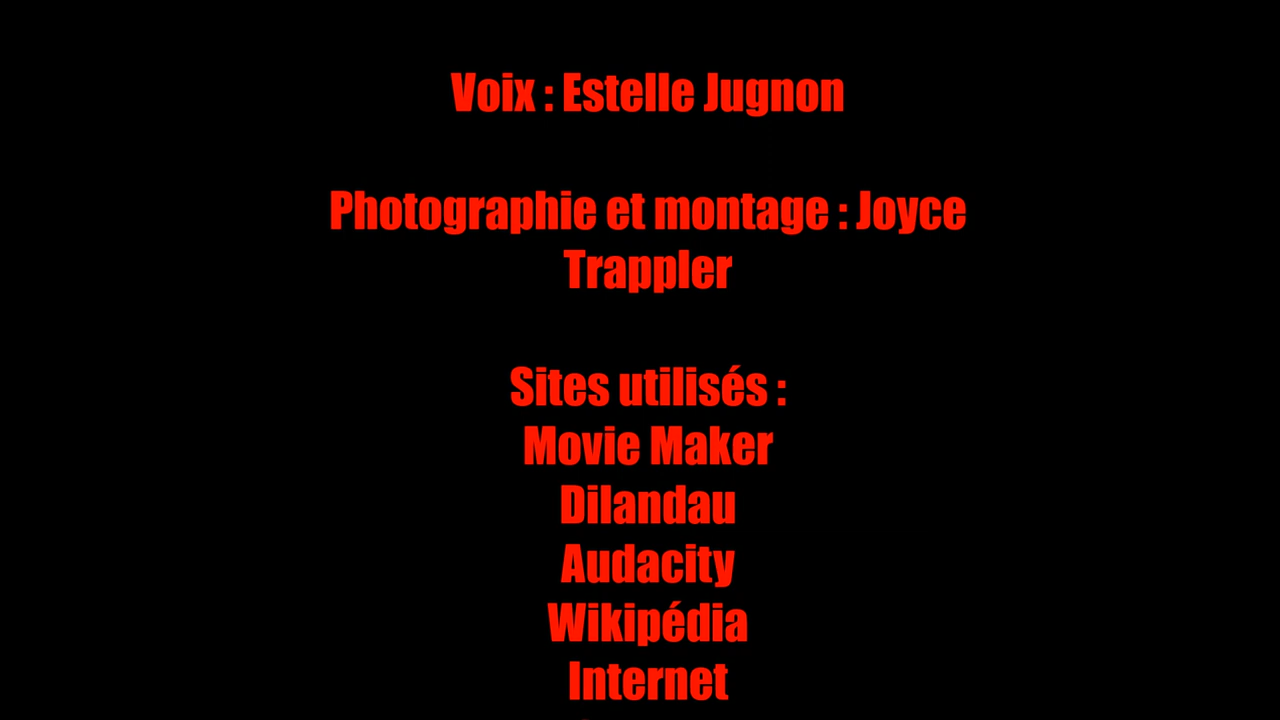 Voix : Estelle Jugnon
Photographie et montage : Joyce
Trappler
Sites utilisés :
Movie Maker
Dilandau
Audacity
Wikipédia
Internet